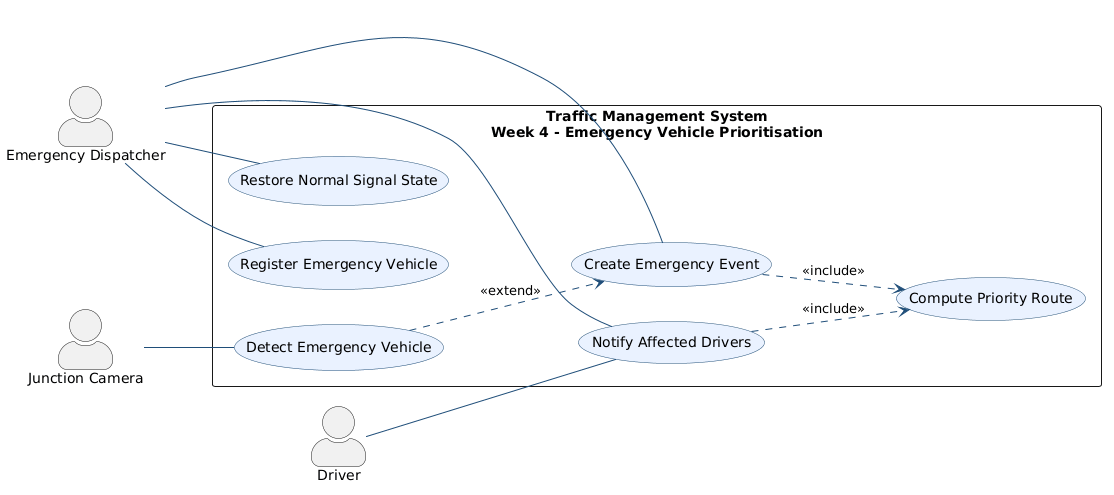 Traffic Management System
Week 4 - Emergency Vehicle Prioritisation
Emergency Dispatcher
Restore Normal Signal State
Register Emergency Vehicle
Create Emergency Event
«include»
Compute Priority Route
«extend»
«include»
Detect Emergency Vehicle
Notify Affected Drivers
Junction Camera
Driver